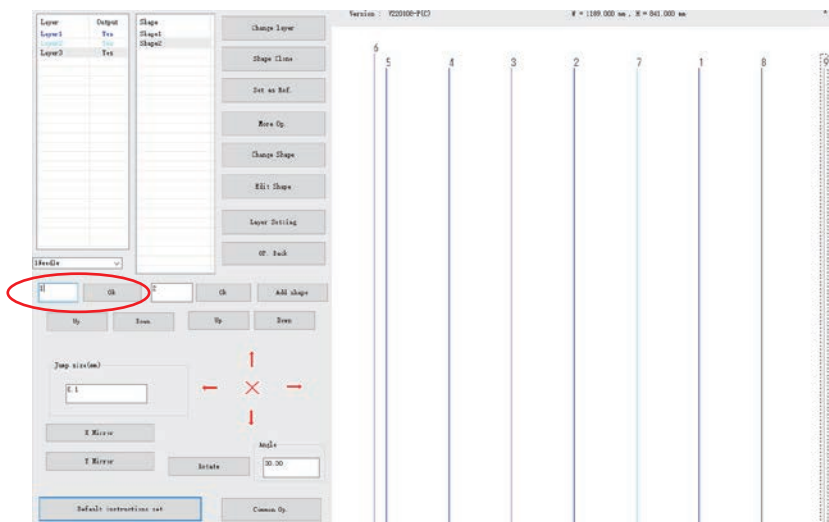 Version : V220106-P(C)
W = 1189.000 mm , H = 841.000 mm
Layer Output
Layer1 Yes
Layer2 Yes
Layer3 Yes
Shape
Shape1
Shape2
Change layer
Shape Clone
Set as Ref.
More Op.
Change Shape
Edit Shape
Layer Setting
OP. Back
Ok
2
Ok
Add shape
Up
Down
Up
Down
Jump size(mm)
0.1
X Mirror
Y Mirror
Rotate
Angle
30.00
Default instructions set
Common Op.
6
5
4
3
2
7
1
8
9